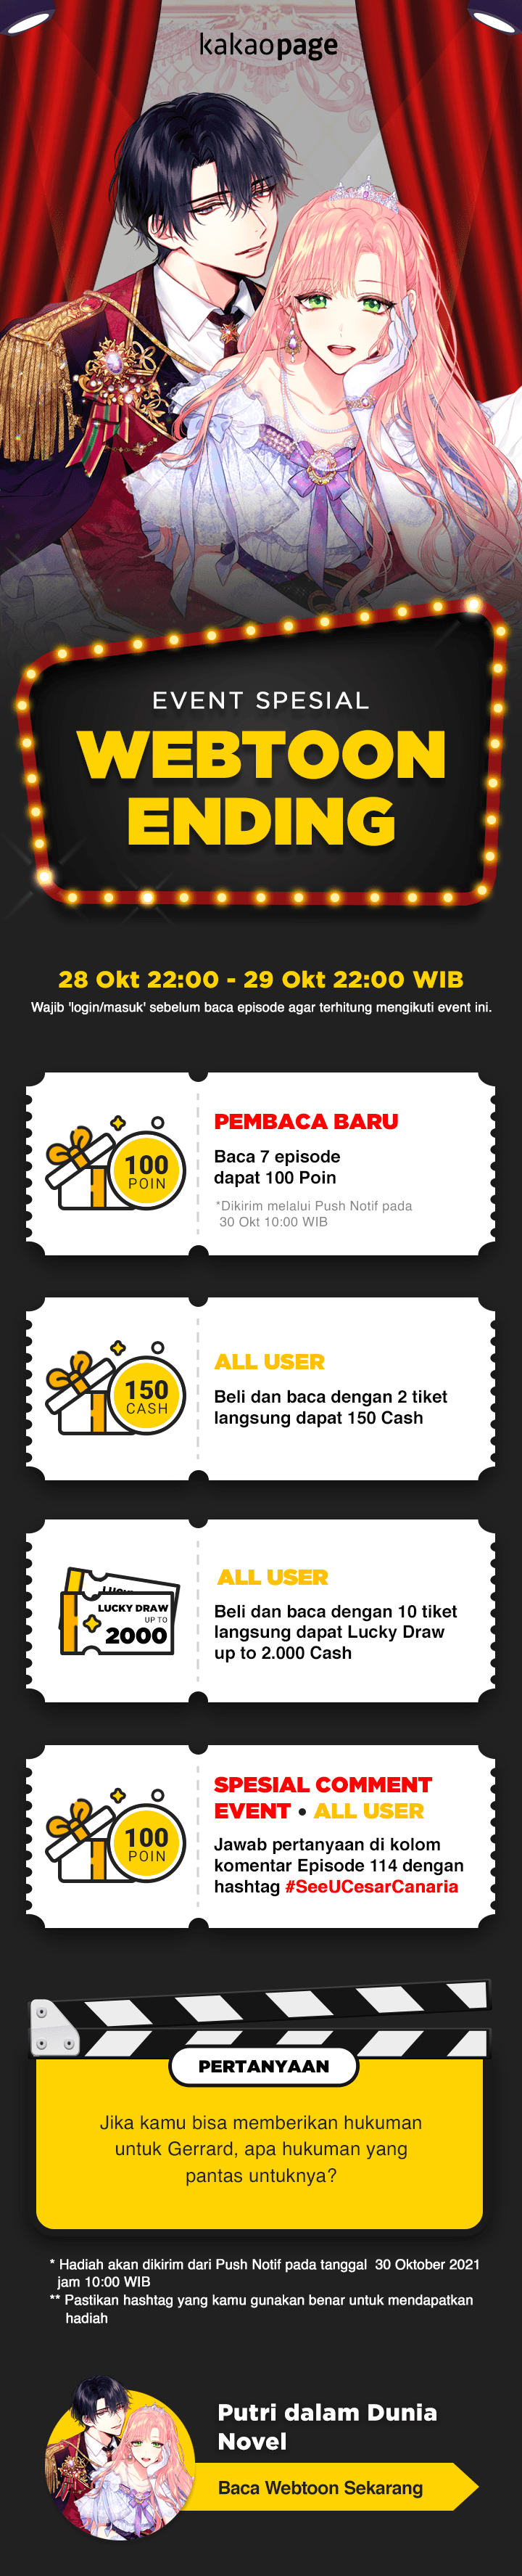 kakaopage
EVENT SPESIAL
WEBTOON
ENDING
28 Okt 22:00 - 29 Okt 22:00 WIB
Wajib 'login/masuk' sebelum baca episode agar terhitung mengikuti event ini.
100
POIN
PEMBACA BARU
Baca 7 episode
dapat 100 Poin
*Dikirim melalui Push Notif pada
30 Okt 10:00 WIB
150
CASH
ALL USER
Beli dan baca dengan 2 tiket
langsung dapat 150 Cash
LUCKY DRAW
UP TO
2000
ALL USER
Beli dan baca dengan 10 tiket
langsung dapat Lucky Draw
up to 2.000 Cash
100
POIN
SPESIAL COMMENT
EVENT • ALL USER
Jawab pertanyaan di kolom
komentar Episode 114 dengan
hashtag #SeeUCesarCanaria
PERTANYAAN
Jika kamu bisa memberikan hukuman
untuk Gerrard, apa hukuman yang
pantas untuknya?
* Hadiah akan dikirim dari Push Notif pada tanggal 30 Oktober 2021
jam 10:00 WIB
** Pastikan hashtag yang kamu gunakan benar untuk mendapatkan
hadiah
Putri dalam Dunia
Novel
Baca Webtoon Sekarang